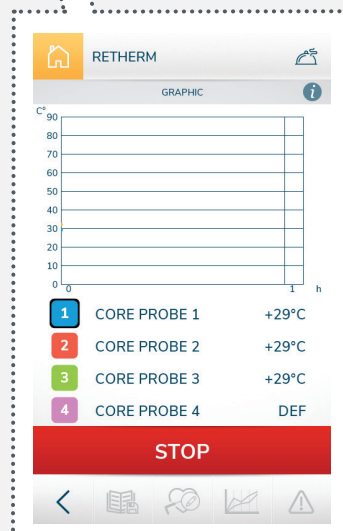 RETHERM
GRAPHIC
i
C°
90
80
70
60
50
40
30
20
10
0
0 1 h
1 CORE PROBE 1 +29°C
2 CORE PROBE 2 +29°C
3 CORE PROBE 3 +29°C
4 CORE PROBE 4 DEF
STOP